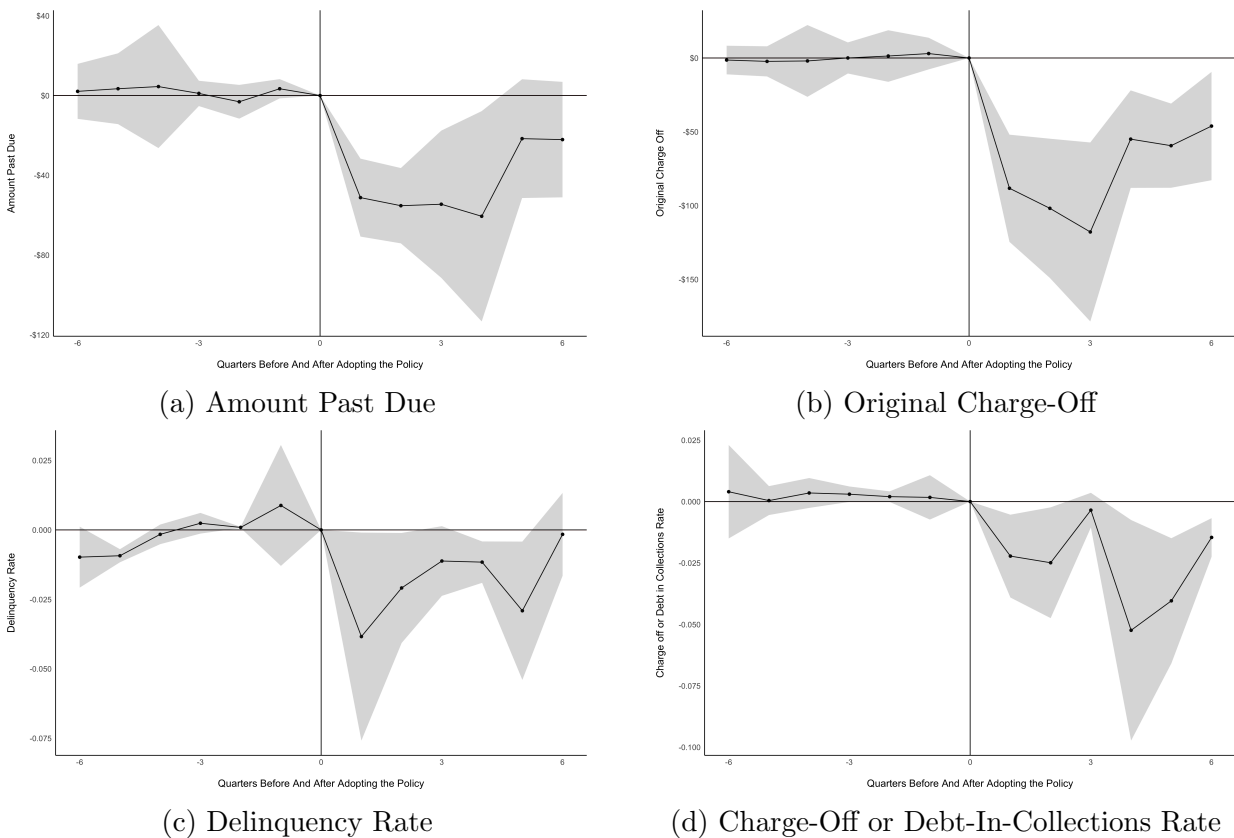 $40
$0
-$40
-$80
-$120
Amount Past Due
-6 -3 0 3 6
Quarters Before And After Adopting the Policy
(a) Amount Past Due
$0
-$50
-$100
-$150
Original Charge Off
-6 -3 0 3 6
Quarters Before And After Adopting the Policy
(b) Original Charge-Off
0.025
0.000
-0.025
-0.050
-0.075
Delinquency Rate
-6 -3 0 3 6
Quarters Before And After Adopting the Policy
(c) Delinquency Rate
0.025
0.000
-0.025
-0.050
-0.075
-0.100
Charge off or Debt in Collections Rate
-6 -3 0 3 6
Quarters Before And After Adopting the Policy
(d) Charge-Off or Debt-In-Collections Rate